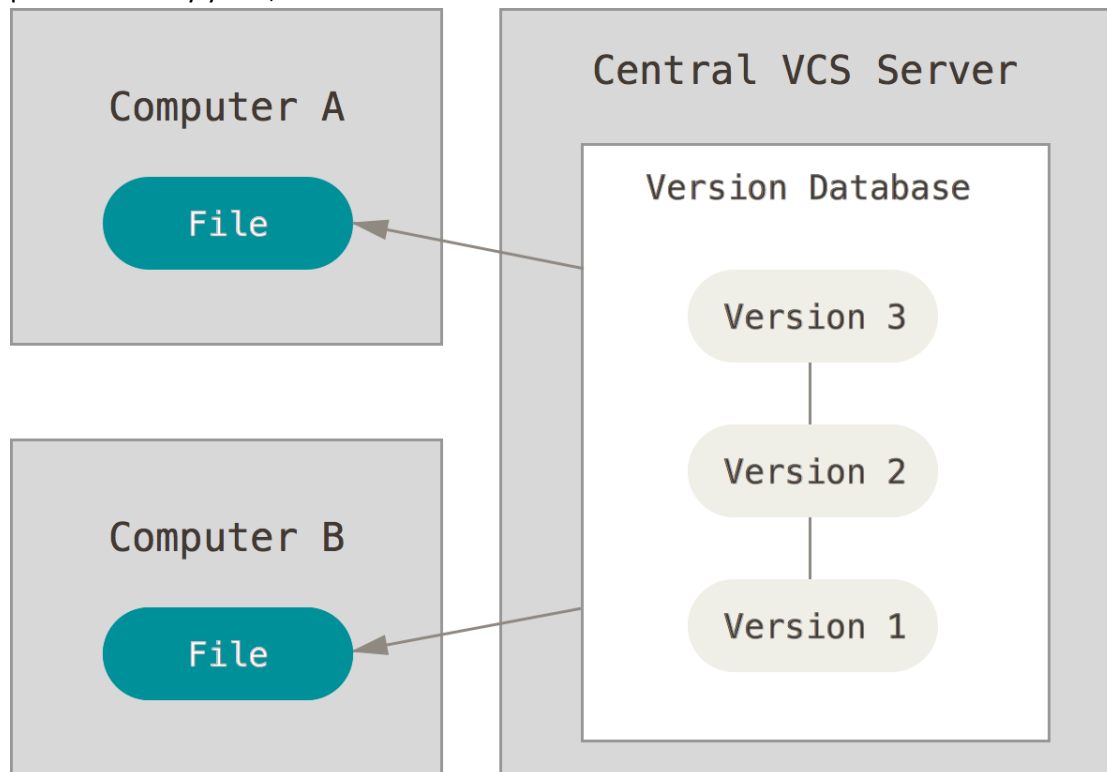 Computer A
File
Computer B
File
Central VCS Server
Version Database
Version 3
Version 2
Version 1